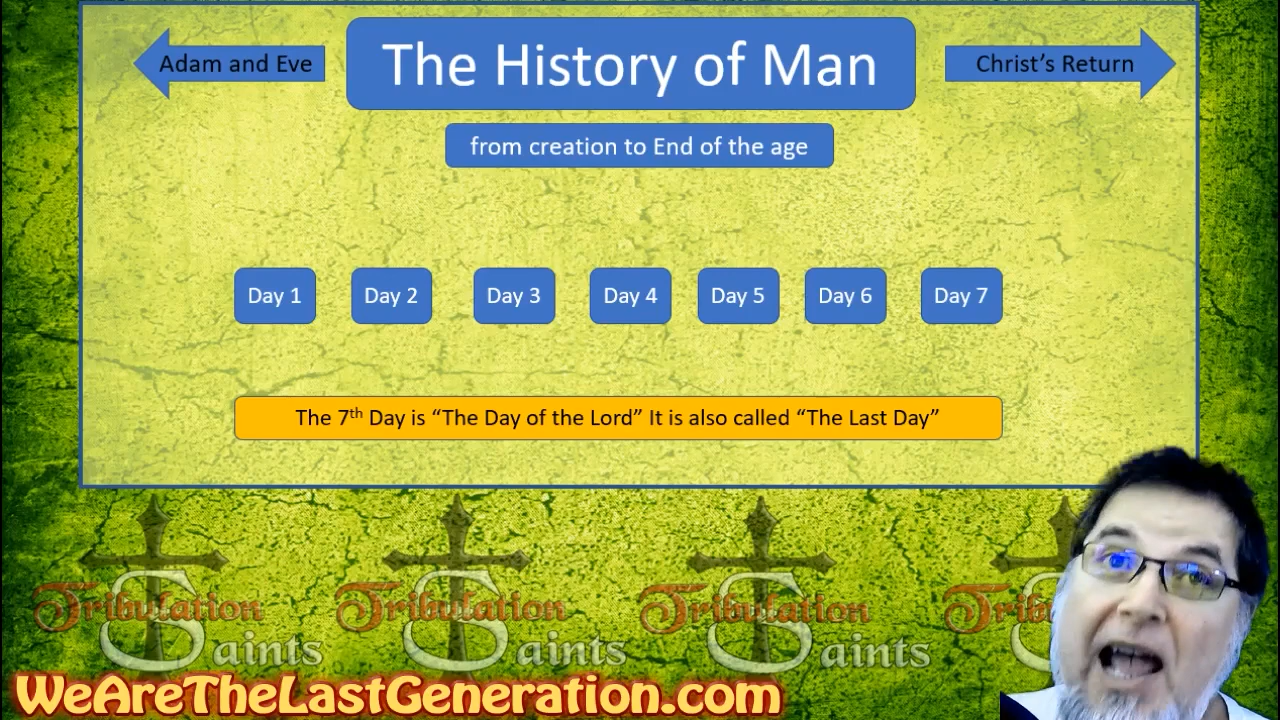 Adam and Eve
The History of Man
Christ's Return
from creation to End of the age
Day 1
Day 2
Day 3
Day 4
Day 5
Day 6
Day 7
The 7th Day is “The Day of the Lord” It is also called “The Last Day”
Tribulation
Saints
Tribulation
Saints
Tribulation
Saints
Trib
S
WeAreTheLastGeneration.com